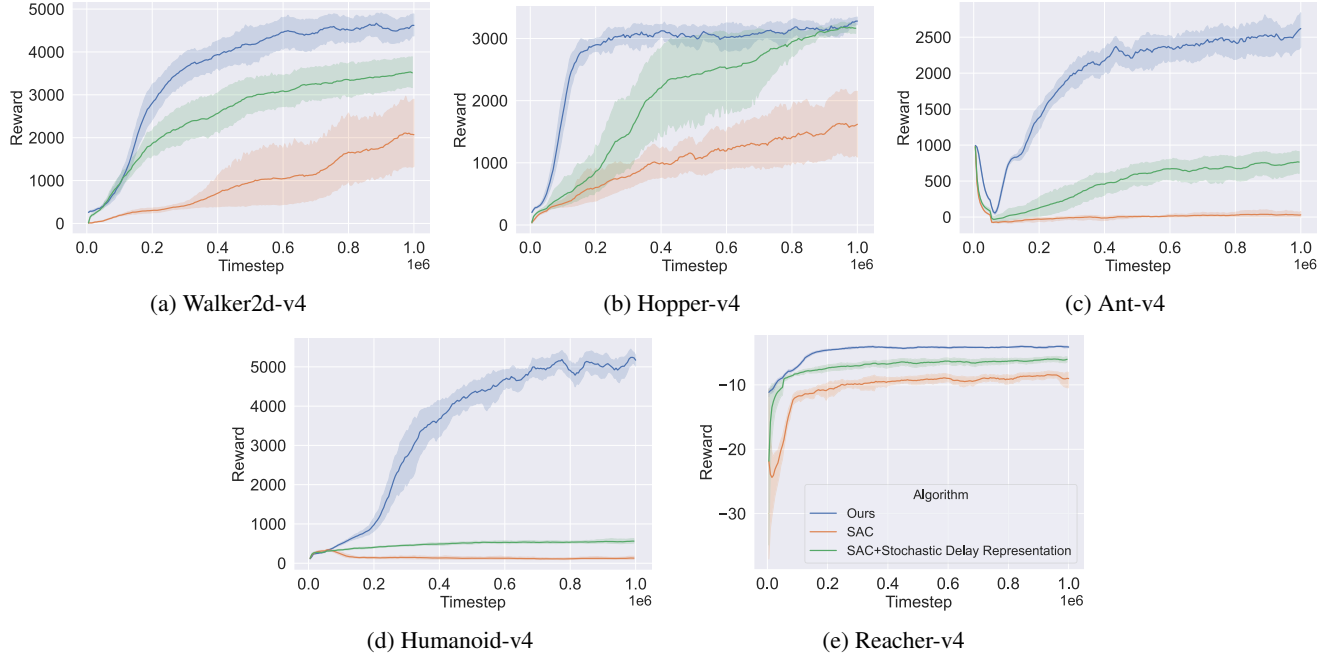 5000
4000
3000
2000
1000
0
Reward
0.0 0.2 0.4 0.6 0.8 1.0
Timestep 1e6
(a) Walker2d-v4
3000
2000
1000
0
Reward
0.0 0.2 0.4 0.6 0.8 1.0
Timestep 1e6
(b) Hopper-v4
2500
2000
1500
1000
500
0
Reward
0.0 0.2 0.4 0.6 0.8 1.0
Timestep 1e6
(c) Ant-v4
5000
4000
3000
2000
1000
0
Reward
0.0 0.2 0.4 0.6 0.8 1.0
Timestep 1e6
(d) Humanoid-v4
−10
−20
−30
Reward
Algorithm
Ours
SAC
SAC+Stochastic Delay Representation
0.0 0.2 0.4 0.6 0.8 1.0
Timestep 1e6
(e) Reacher-v4